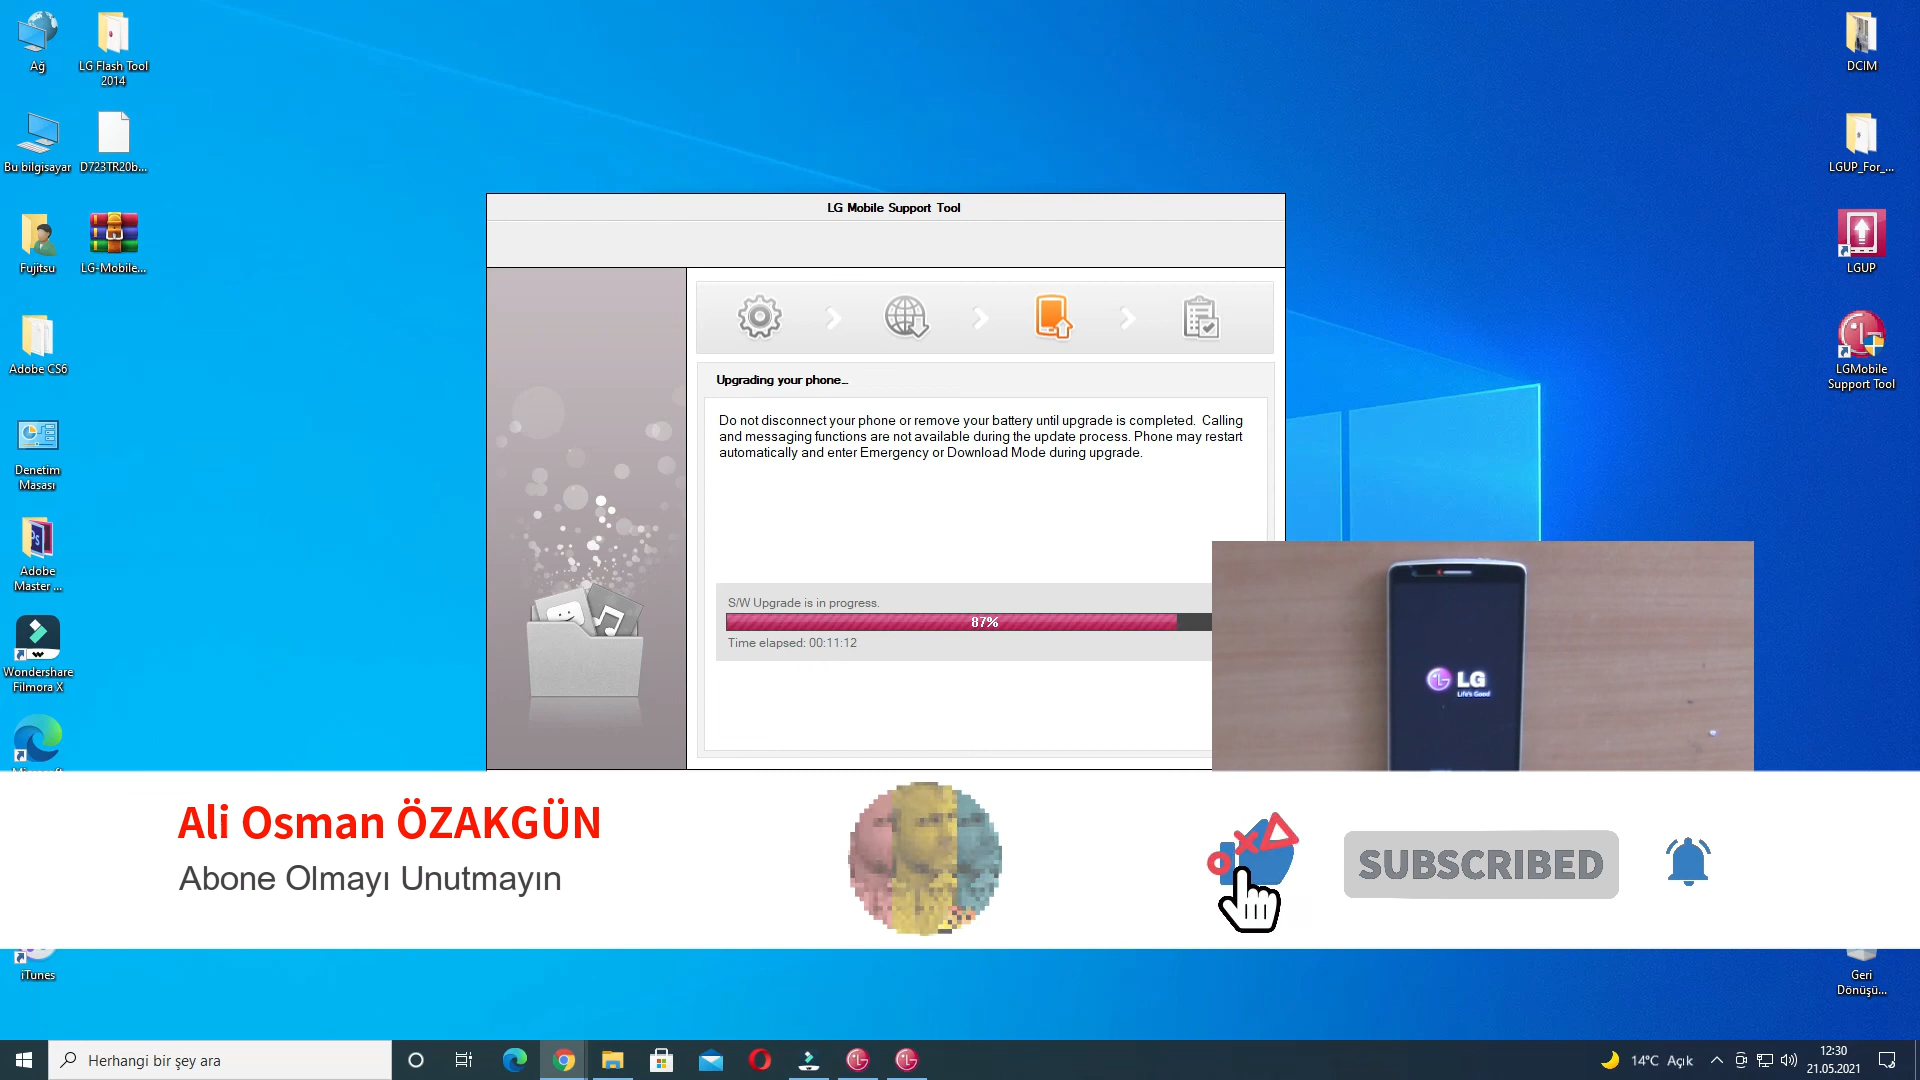 Ağ
LG Flash Tool
2014
Bu bilgisayar
D723TR20b...
Fujitsu
LG-Mobile...
Adobe CS6
Denetim
Masası
Adobe
Master ...
Wondershare
Filmora X
iTunes
DCIM
LGUP_For_...
LGUP
LGMobile
Support Tool
Geri
Dönüşü...
LG Mobile Support Tool
Upgrading your phone...
Do not disconnect your phone or remove your battery until upgrade is completed. Calling
and messaging functions are not available during the update process. Phone may restart
automatically and enter Emergency or Download Mode during upgrade.
S/W Upgrade is in progress.
87%
Time elapsed: 00:11:12
LG
Life's Good
Ali Osman ÖZAKGÜN
Abone Olmayı Unutmayın
SUBSCRIBED
Herhangi bir şey ara
14°C Açık
12:30
21.05.2021